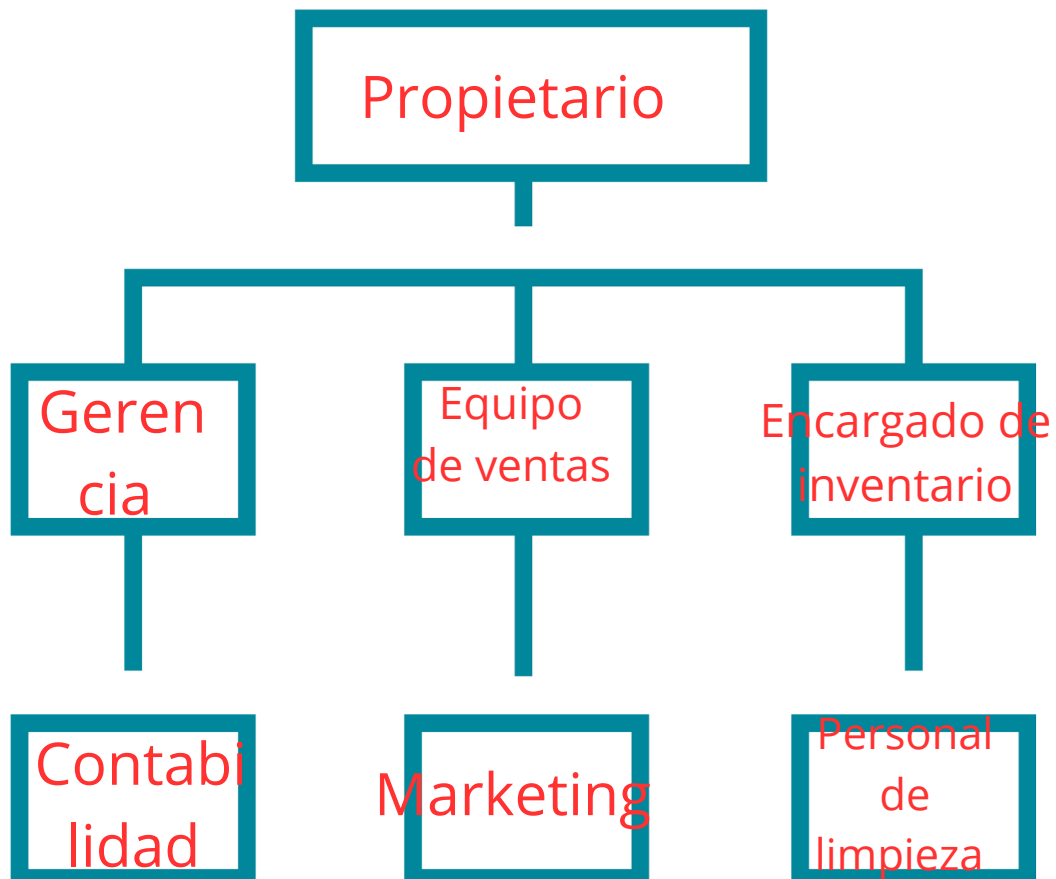 Propietario
Geren
cia
Equipo
de ventas
Encargado de
inventario
Contabi
lidad
Marketing
Personal
de
limpieza